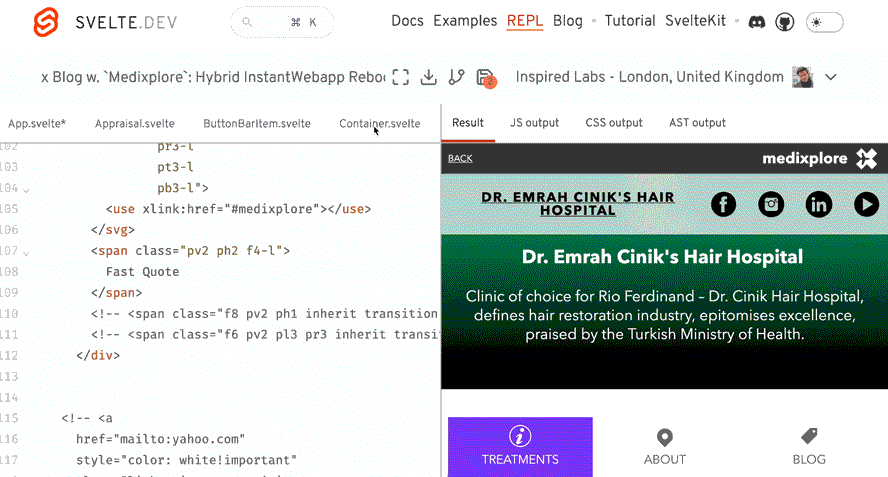 SVELTE.DEV
⌘ K
Docs Examples REPL Blog • Tutorial SvelteKit •
x Blog w. `Medixplore`: Hybrid InstantWebapp Reboo
2
Inspired Labs - London, United Kingdom
App.svelte* Appraisal.svelte ButtonBarItem.svelte Container.svelte
Result JS output CSS output AST output
102 pr3-l
103 pt3-l
104 pb3-l">
105 <use xlink:href="#medixplore"></use>
106 </svg>
107 <span class="pv2 ph2 f4-l">
108 Fast Quote
109 </span>
110 <!-- <span class="f8 pv2 ph1 inherit transition
111 <!-- <span class="f6 pv2 pl3 pr3 inherit transit
112 </div>
113
114
115 <!-- <a
116 href="mailto:yahoo.com"
117 style="color: white!important"
BACK
medixplore
DR. EMRAH CINIK'S HAIR
HOSPITAL
Dr. Emrah Cinik's Hair Hospital
Clinic of choice for Rio Ferdinand – Dr. Cinik Hair Hospital,
defines hair restoration industry, epitomises excellence,
praised by the Turkish Ministry of Health.
TREATMENTS
ABOUT
BLOG